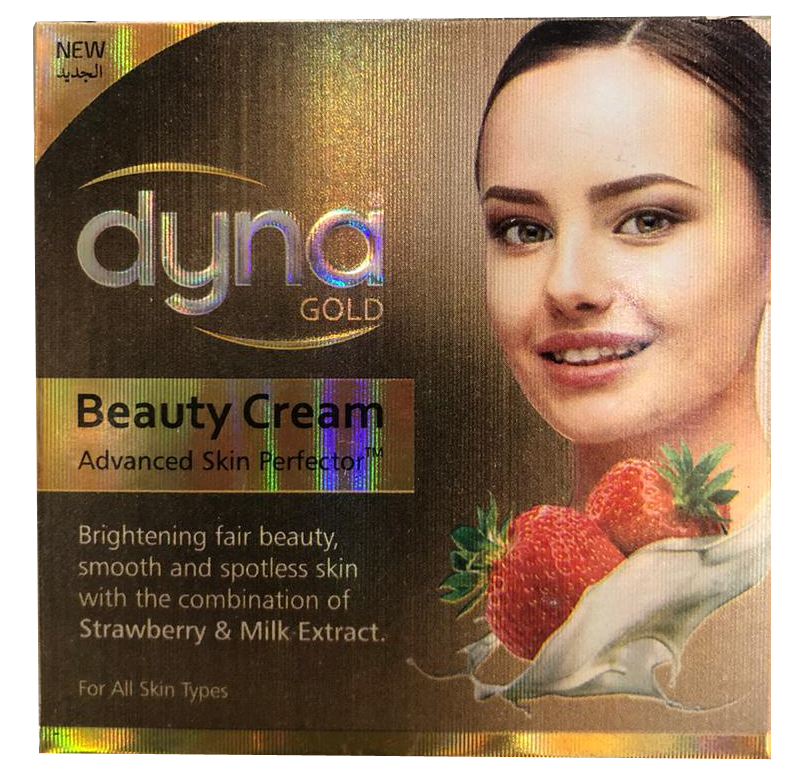 NEW
الجديد
dyna
GOLD
Beauty Cream
Advanced Skin Perfector™
Brightening fair beauty,
smooth and spotless skin
with the combination of
Strawberry & Milk Extract.
For All Skin Types